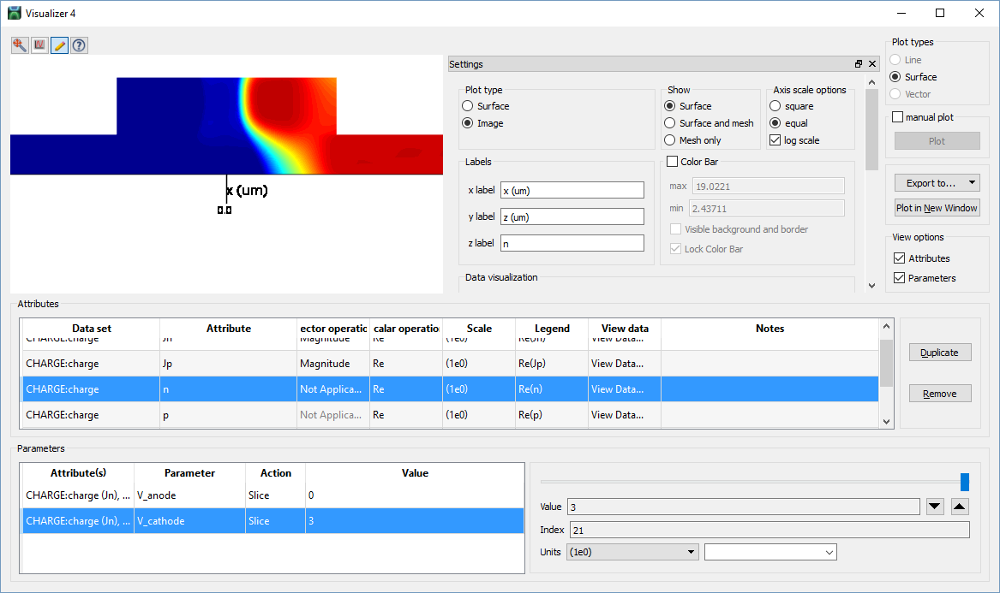 Visualizer 4
x (um)
0.0
Settings
Plot type
Surface
Image
Show
Surface
Surface and mesh
Mesh only
Axis scale options
square
equal
log scale
Labels
x label x (um)
y label z (um)
z label n
Color Bar
max 19.0221
min 2.43711
Visible background and border
Lock Color Bar
Data visualization
Plot types
Line
Surface
Vector
manual plot
Plot
Export to...
Plot in New Window
View options
Attributes
Parameters
Attributes
Data set Attribute ector operatio calar operation Scale Legend View data Notes
CHARGE:charge Jn Magnitude Re (1e0) Re(Jn) View Data...
CHARGE:charge Jp Magnitude Re (1e0) Re(Jp) View Data...
CHARGE:charge n Not Applica... Re (1e0) Re(n) View Data...
CHARGE:charge p Not Applica... Re (1e0) Re(p) View Data...
Duplicate
Remove
Parameters
Attribute(s) Parameter Action Value
CHARGE:charge (Jn), ... V_anode Slice 0
CHARGE:charge (Jn), ... V_cathode Slice 3
Value 3
Index 21
Units (1e0)